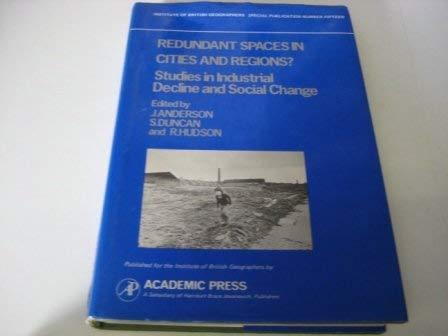 INSTITUTE OF BRITISH GEOGRAPHERS SPECIAL PUBLICATION NUMBER FIFTEEN
REDUNDANT SPACES IN
CITIES AND REGIONS?
Studies in Industrial
Decline and Social Change
Edited by
J.ANDERSON
S.DUNCAN
and R.HUDSON
Published for the Institute of British Geographers by
ACADEMIC PRESS
A Subsidiary of Harcourt Brace Jovanovich, Publishers